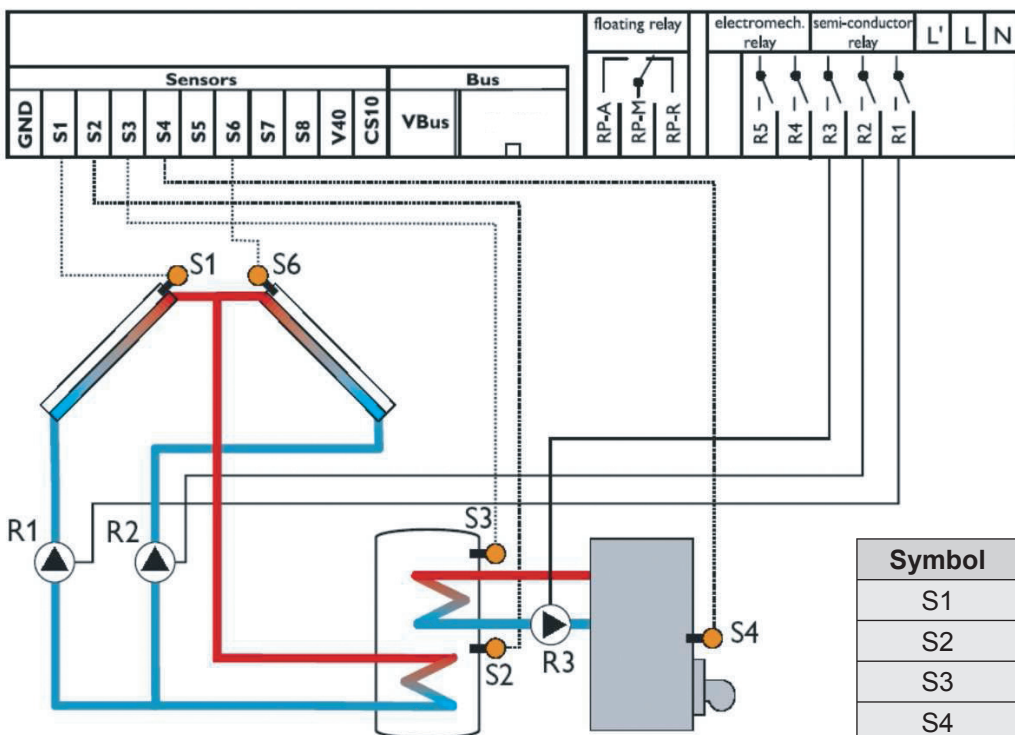 floating relay
electromech. relay
semi-conductor relay
L' L N
Sensors
Bus
GND S1 S2 S3 S4 S5 S6 S7 S8 V40 CS10
VBus
RP-A RP-M RP-R
R5 R4 R3 R2 R1
S1 S6
R1 R2
S3
S4
S2 R3
Symbol
S1
S2
S3
S4